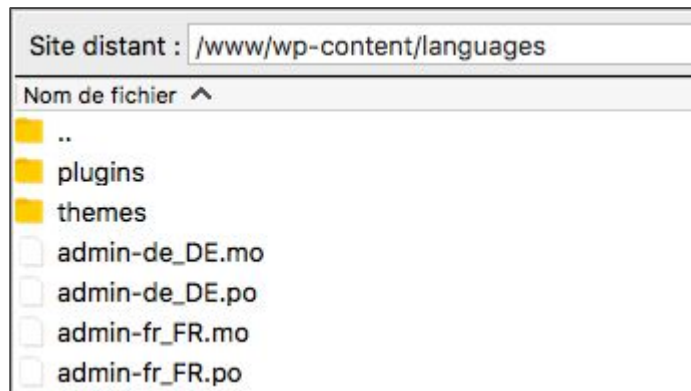 Site distant : /www/wp-content/languages
Nom de fichier
..
plugins
themes
admin-de_DE.mo
admin-de_DE.po
admin-fr_FR.mo
admin-fr_FR.po